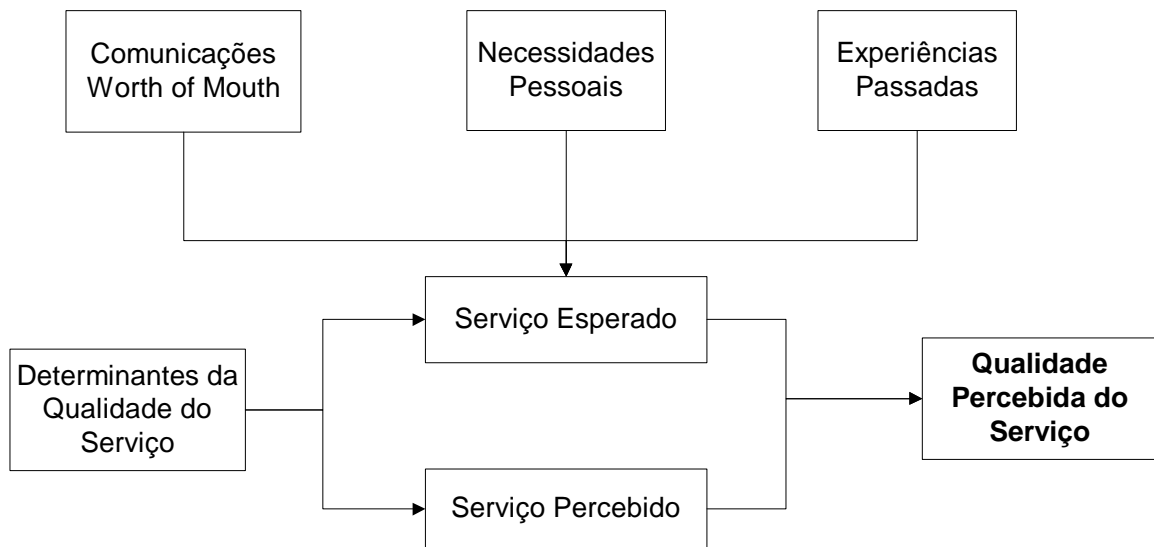 Comunicações
Worth of Mouth
Necessidades
Pessoais
Experiências
Passadas
Serviço Esperado
Determinantes da
Qualidade do
Serviço
Qualidade
Percebida do
Serviço
Serviço Percebido